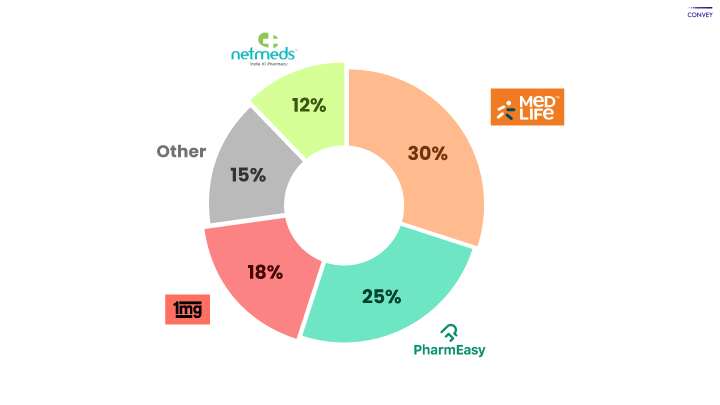 CONVEY
netmeds
India Ki Pharmacy
12%
30%
MED
LIFE
Other
15%
18%
25%
1mg
PharmEasy